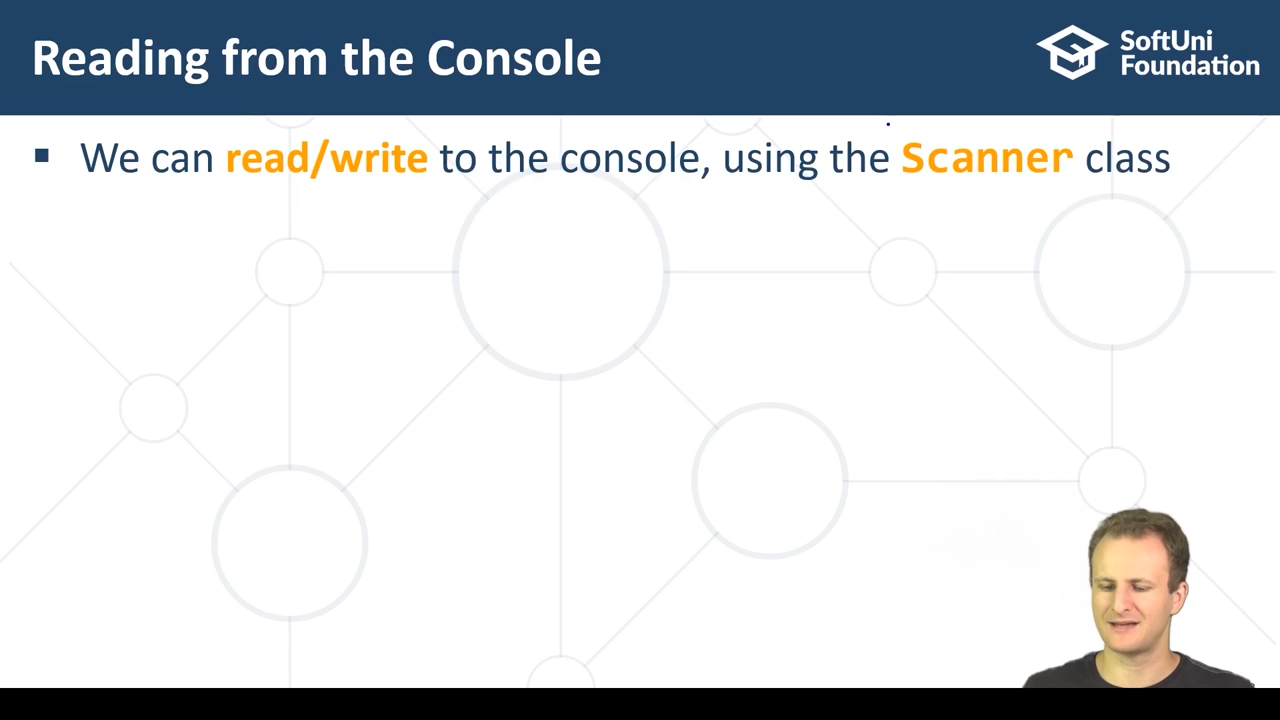 Reading from the Console
SoftUni
Foundation
We can read/write to the console, using the Scanner class